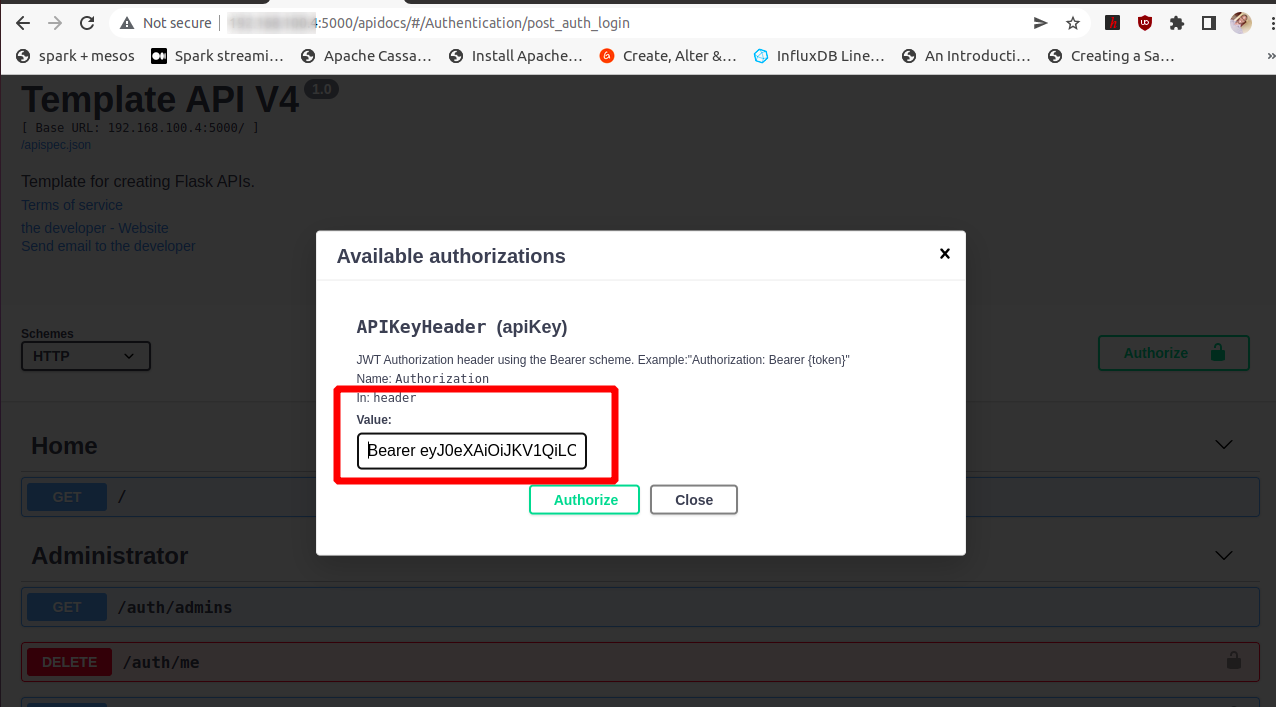 Not secure 4:5000/apidocs/#/Authentication/post_auth_login
spark + mesos Spark streami... Apache Cassa... Install Apache... Create, Alter &... InfluxDB Line... An Introducti... Creating a Sa... »
Template API V4 1.0
[ Base URL: 192.168.100.4:5000/ ]
/apispec.json
Template for creating Flask APIs.
Terms of service
the developer - Website
Send email to the developer
Available authorizations
APIKeyHeader (apiKey)
JWT Authorization header using the Bearer scheme. Example:"Authorization: Bearer {token}"
Name: Authorization
In: header
Value:
Bearer eyJ0eXAiOiJKV1QiLC
Authorize Close
Schemes
HTTP
Authorize
Home
GET /
Administrator
GET /auth/admins
DELETE /auth/me